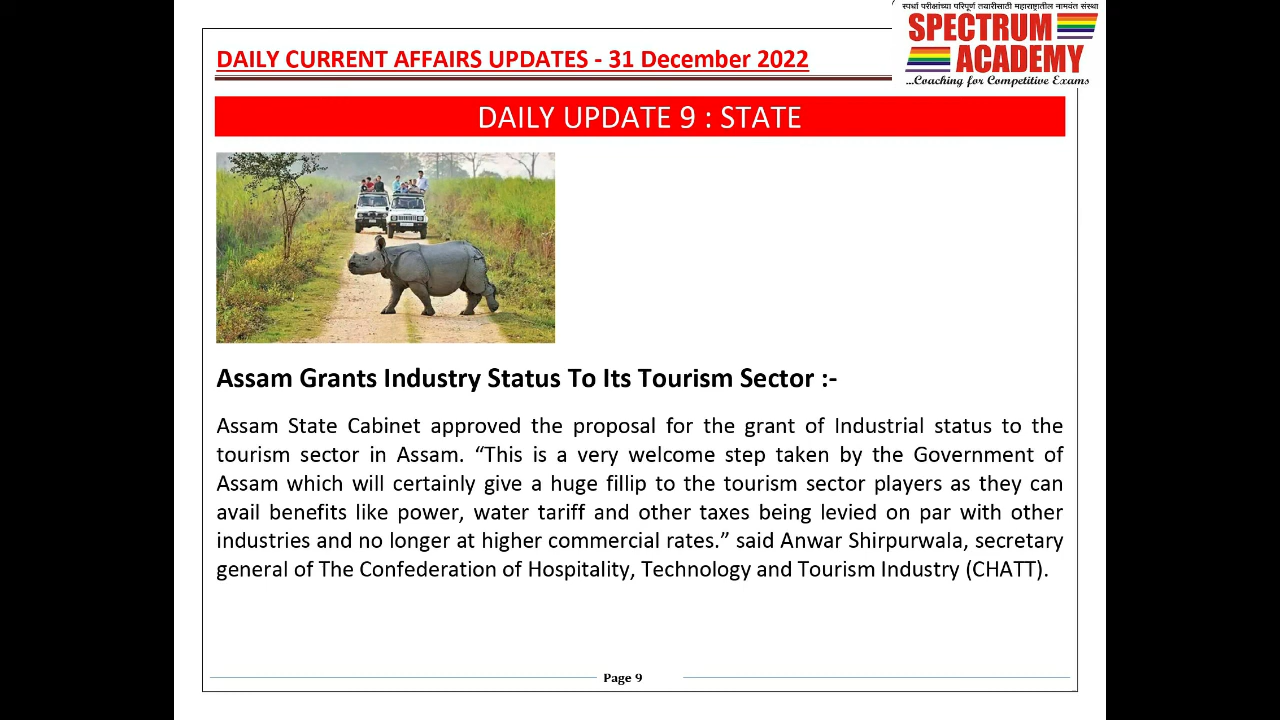 स्पर्धा परीक्षांच्या परिपूर्ण तयारीसाठी महाराष्ट्रातील नामवंत संस्था
SPECTRUM
ACADEMY
...Coaching for Competitive Exams
DAILY CURRENT AFFAIRS UPDATES - 31 December 2022
DAILY UPDATE 9 : STATE
Assam Grants Industry Status To Its Tourism Sector :-
Assam State Cabinet approved the proposal for the grant of Industrial status to the
tourism sector in Assam. “This is a very welcome step taken by the Government of
Assam which will certainly give a huge fillip to the tourism sector players as they can
avail benefits like power, water tariff and other taxes being levied on par with other
industries and no longer at higher commercial rates.” said Anwar Shirpurwala, secretary
general of The Confederation of Hospitality, Technology and Tourism Industry (CHATT).
Page 9